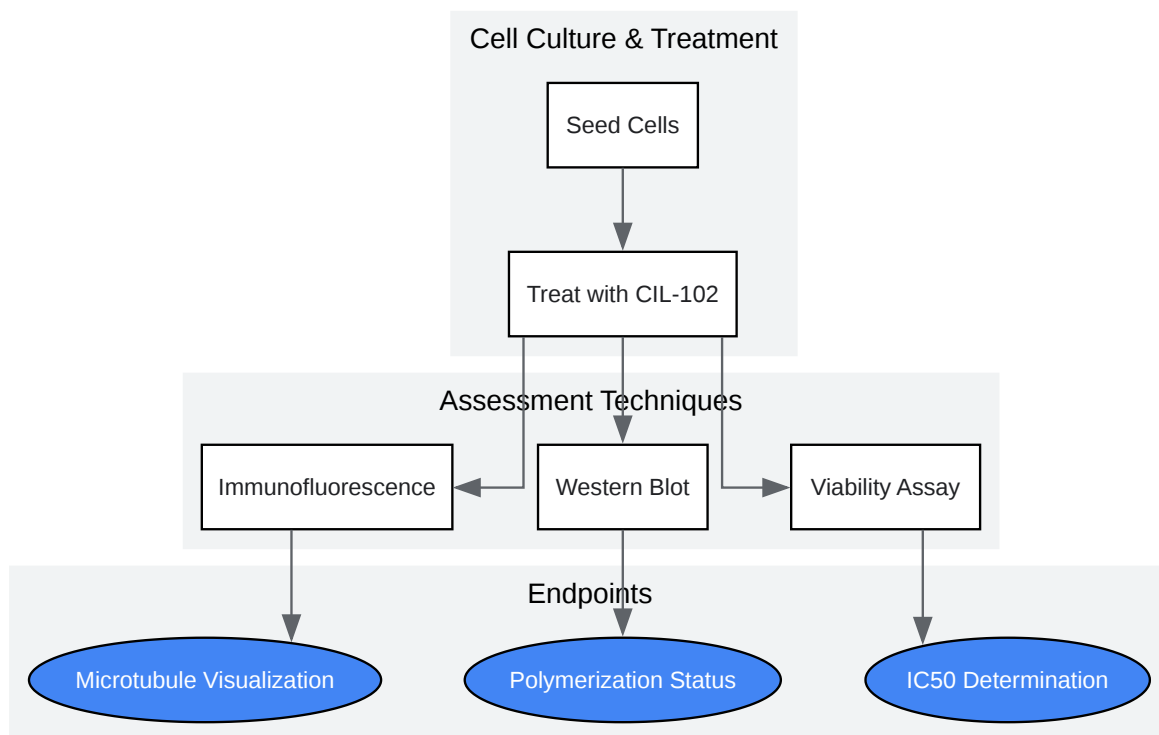 Cell Culture & Treatment
Seed Cells
Treat with CIL-102
Assessment Techniques
Immunofluorescence
Western Blot
Viability Assay
Endpoints
Microtubule Visualization
Polymerization Status
IC50 Determination